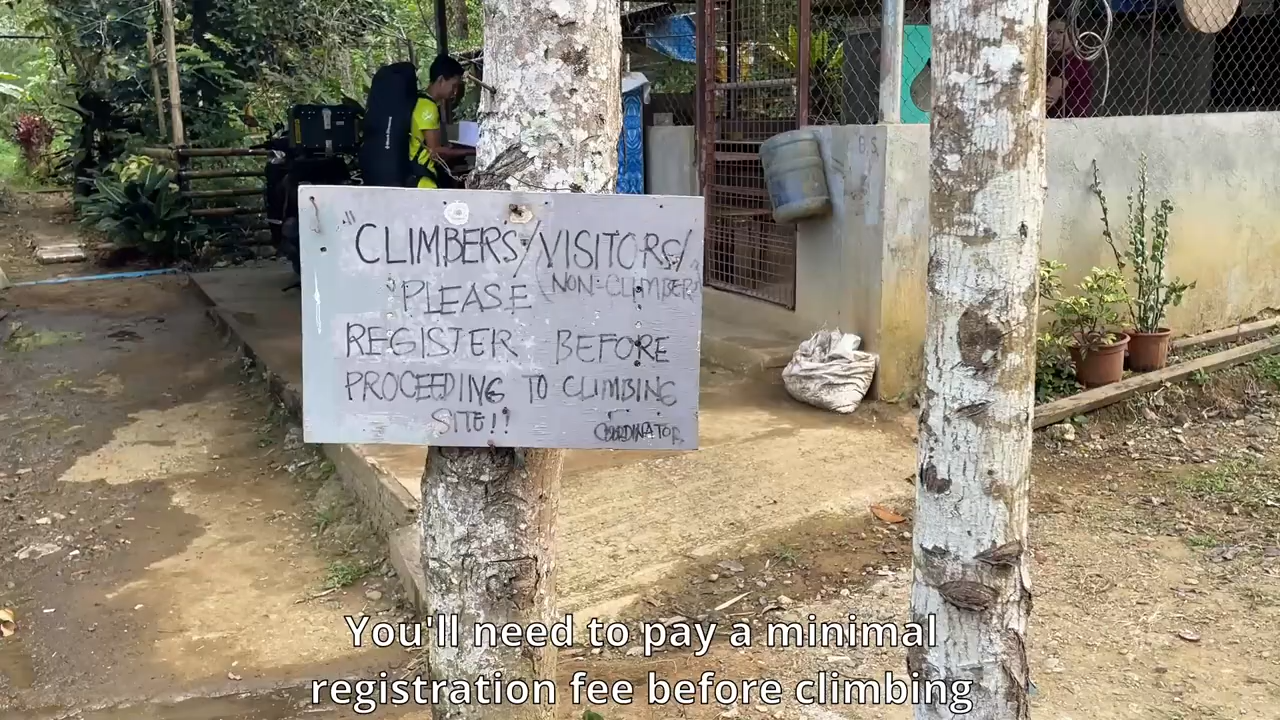 "CLIMBERS/VISITORS/
(NON-CLIMBER)
"PLEASE
REGISTER BEFORE
PROCEEDING TO CLIMBING
SITE!!
COORDINATOR
B.S.
You'll need to pay a minimal
registration fee before climbing